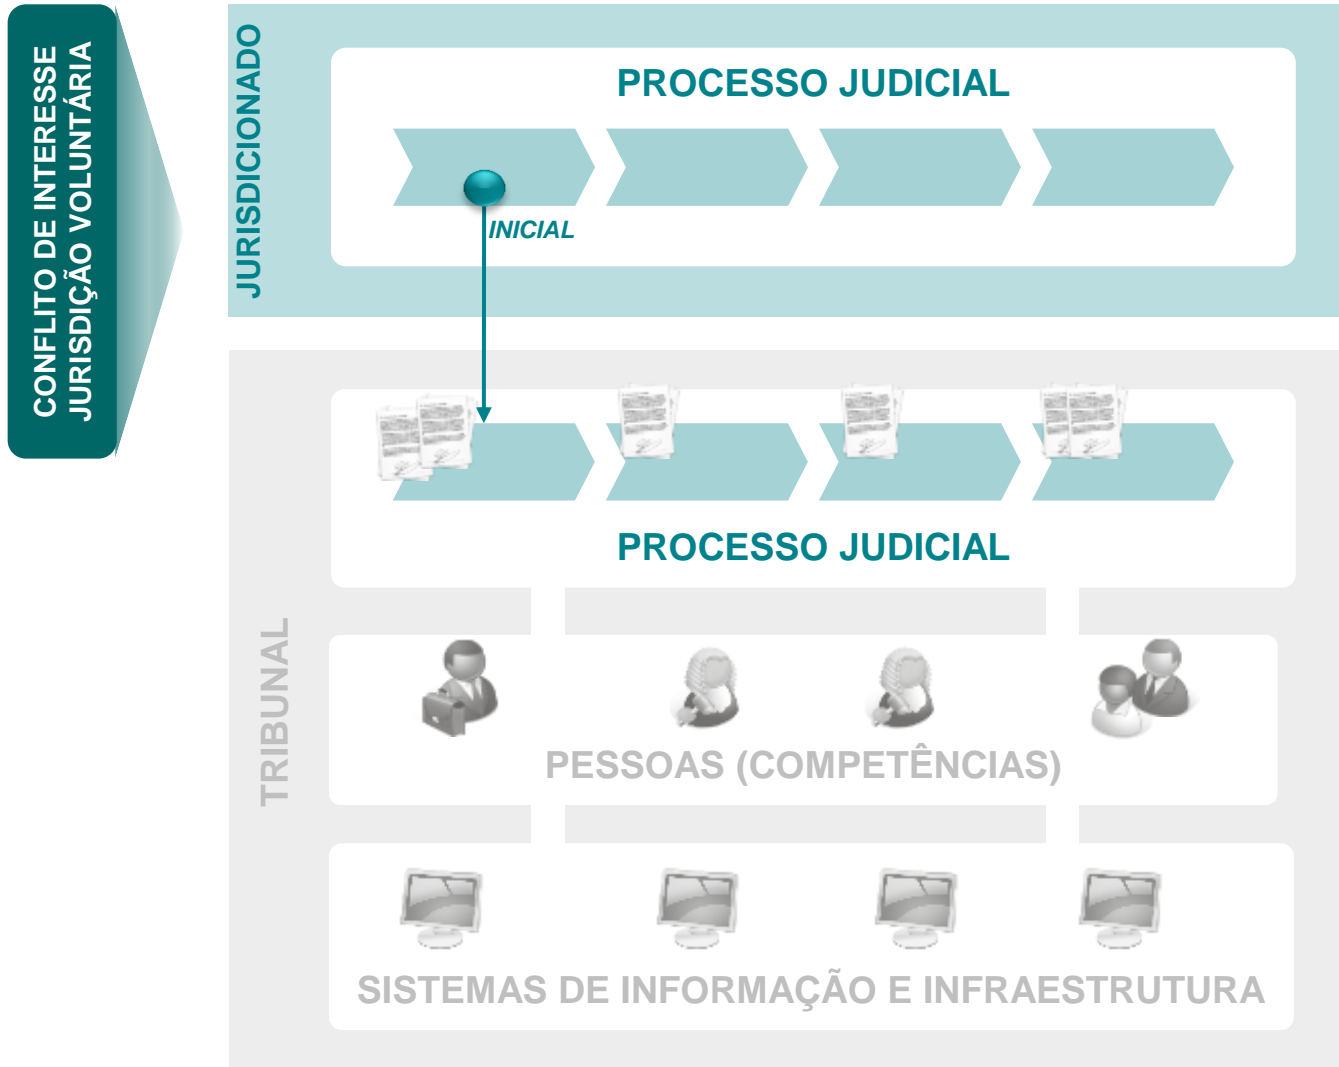 CONFLITO DE INTERESSE
JURISDIÇÃO VOLUNTÁRIA
JURISDICIONADO
PROCESSO JUDICIAL
INICIAL
PROCESSO JUDICIAL
TRIBUNAL
PESSOAS (COMPETÊNCIAS)
SISTEMAS DE INFORMAÇÃO E INFRAESTRUTURA